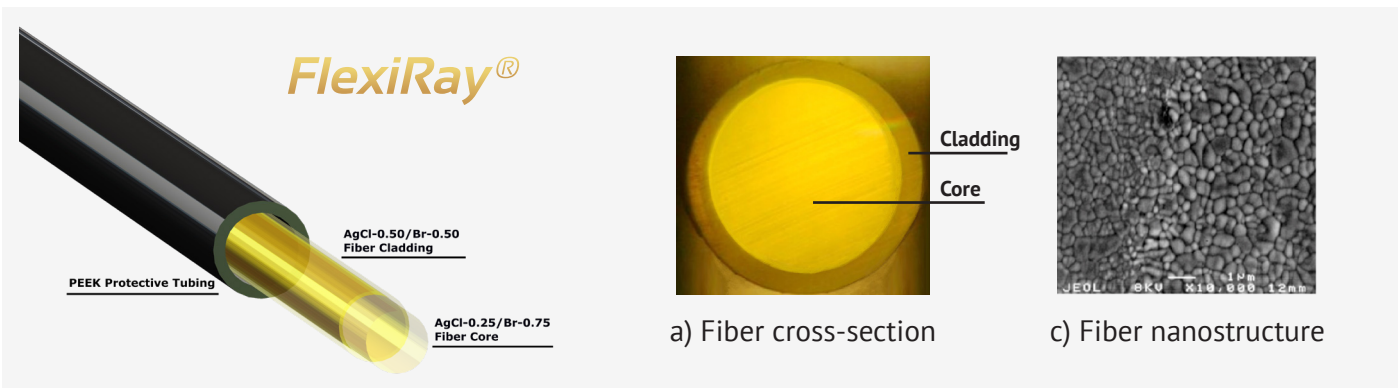 FlexiRay®
AgCl-0.50/Br-0.50
Fiber Cladding
PEEK Protective Tubing
AgCl-0.25/Br-0.75
Fiber Core
Cladding
Core
a) Fiber cross-section
1µm
JEOL 8KV X10,000 12mm
c) Fiber nanostructure